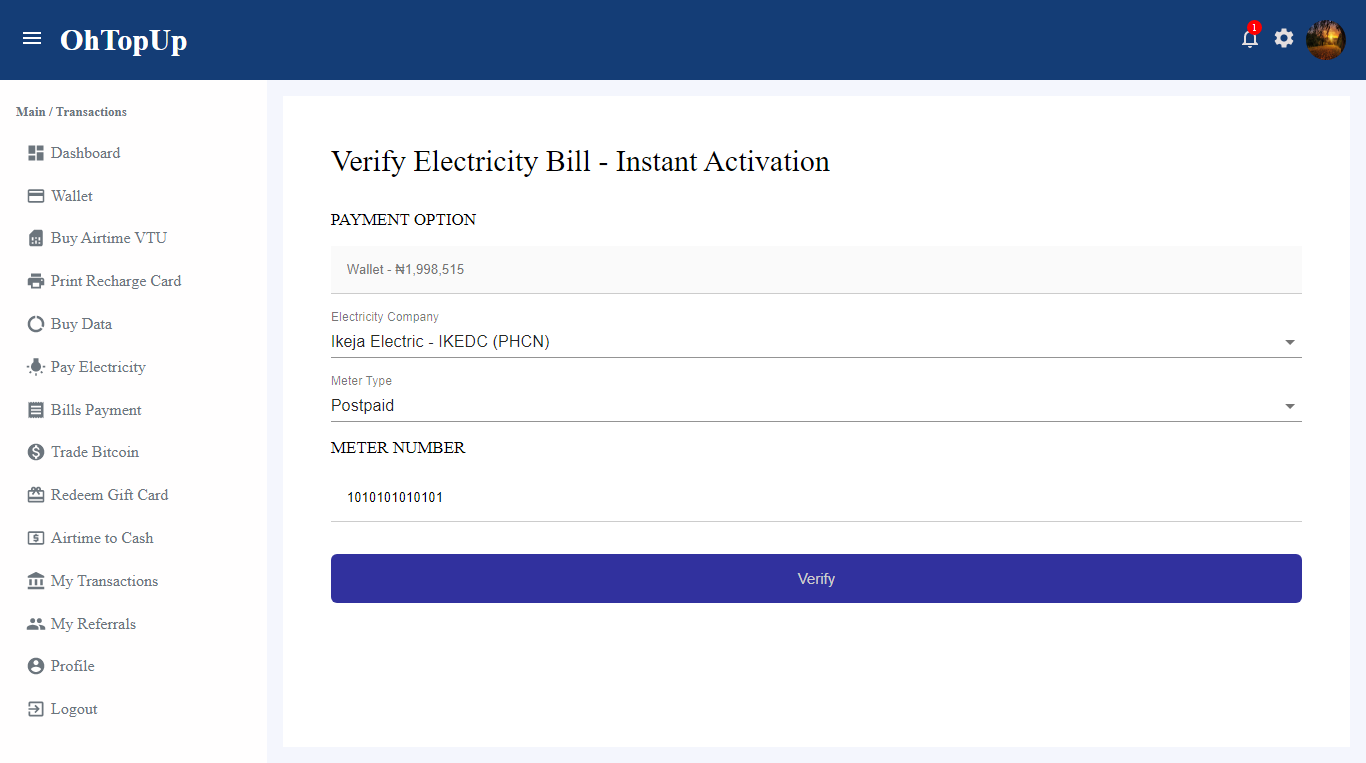 OhTopUp
1
Main / Transactions
Dashboard
Wallet
Buy Airtime VTU
Print Recharge Card
Buy Data
Pay Electricity
Bills Payment
Trade Bitcoin
Redeem Gift Card
Airtime to Cash
My Transactions
My Referrals
Profile
Logout
Verify Electricity Bill - Instant Activation
PAYMENT OPTION
Wallet - ₦1,998,515
Electricity Company
Ikeja Electric - IKEDC (PHCN)
Meter Type
Postpaid
METER NUMBER
1010101010101
Verify